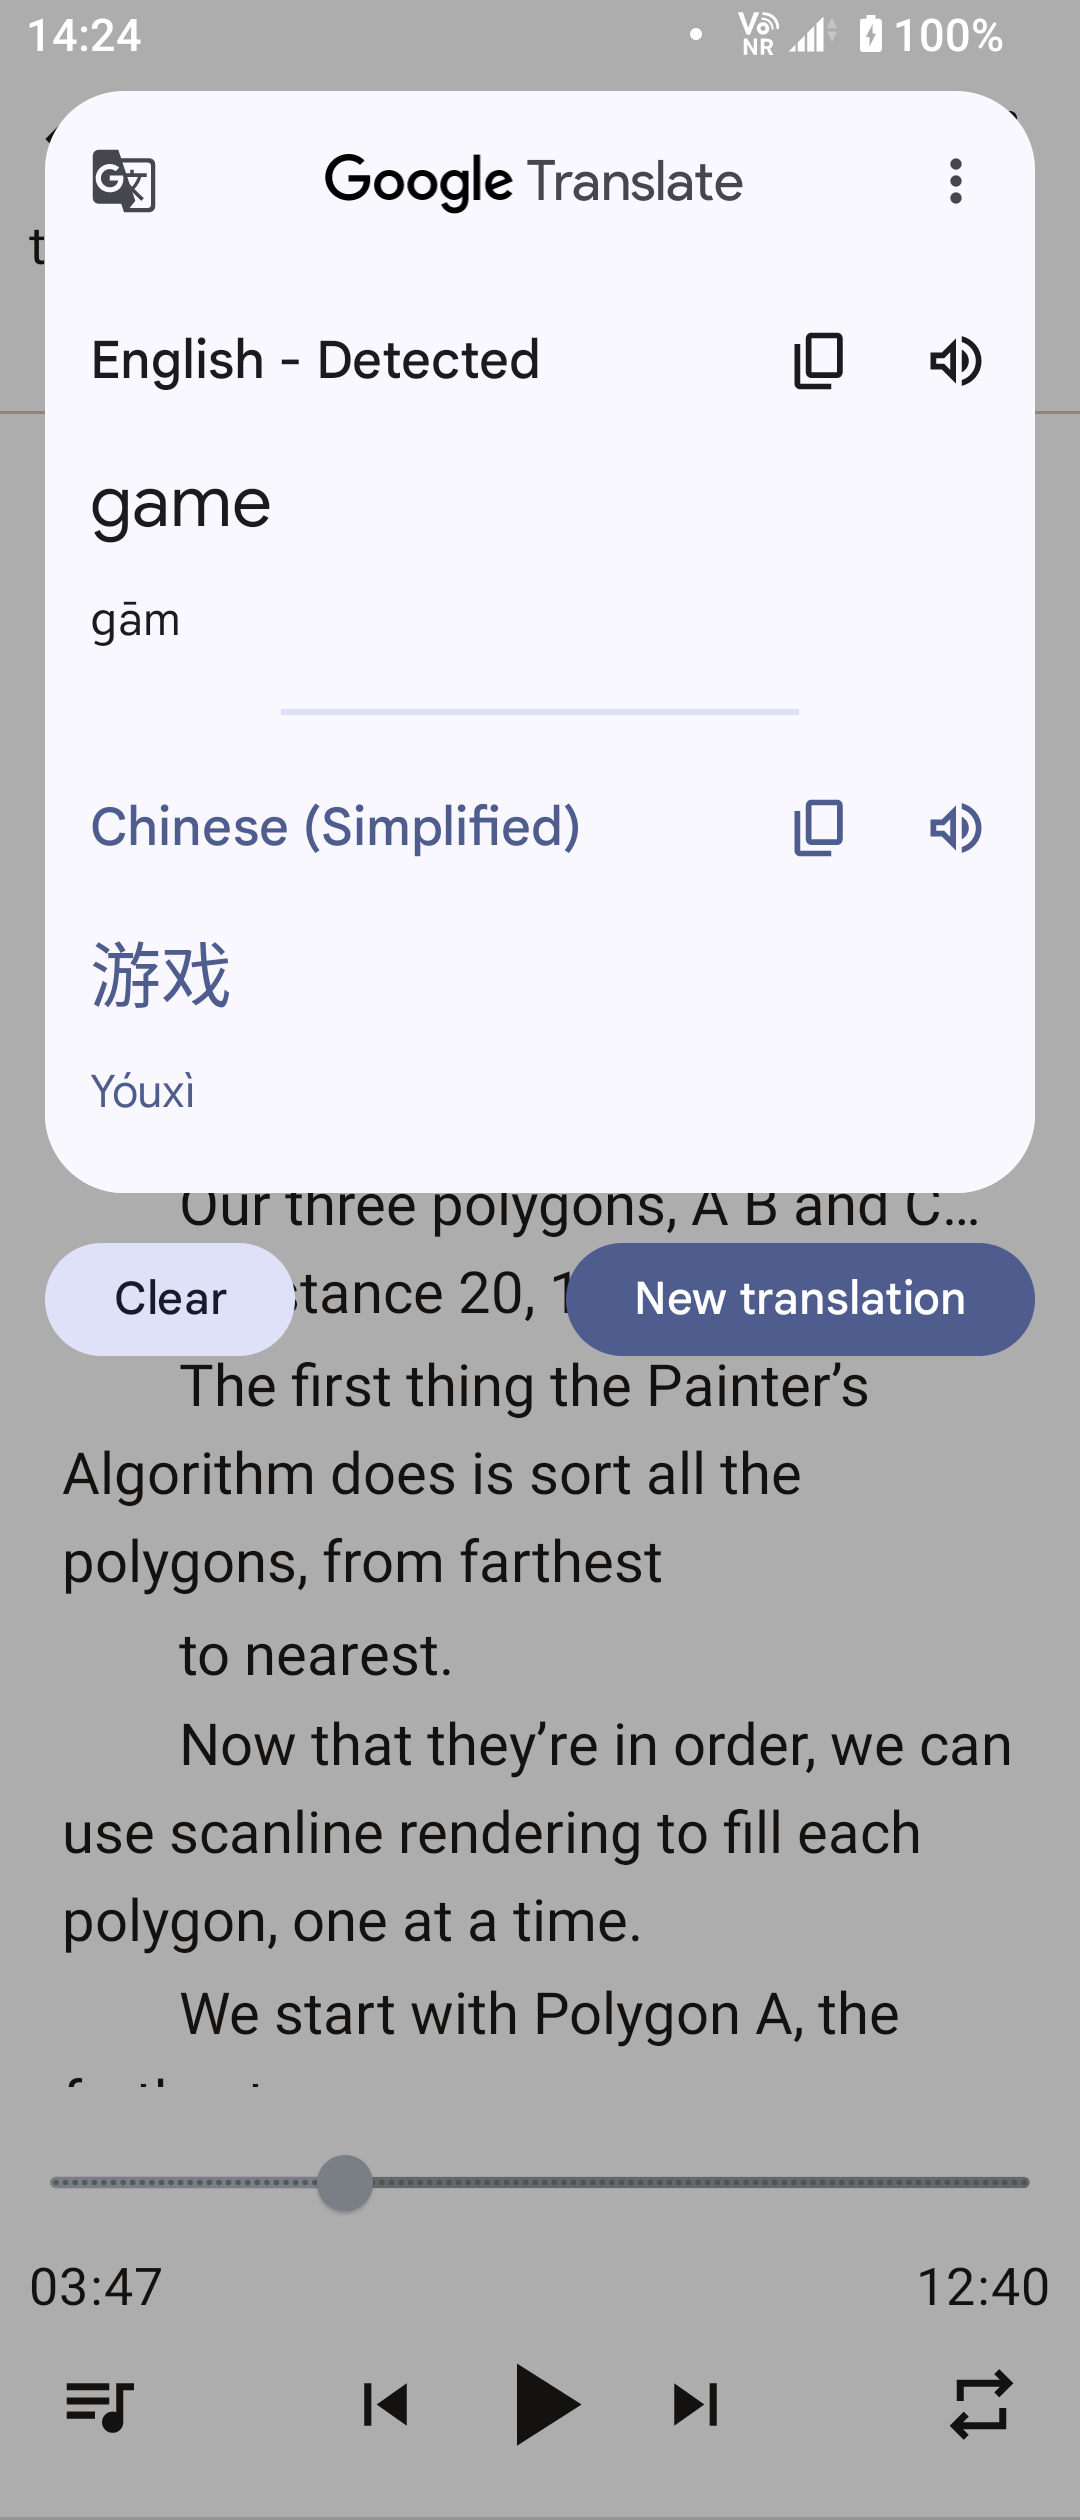 14:24
Vo
NR
100%
Google Translate
t
English - Detected
game
gām
Chinese (Simplified)
游戏
Yóuxì
Our three polygons, A B and C...
Clear
20,
New translation
The first thing the Painter’s
Algorithm does is sort all the
polygons, from farthest
to nearest.
Now that they’re in order, we can
use scanline rendering to fill each
polygon, one at a time.
We start with Polygon A, the
03:47
12:40